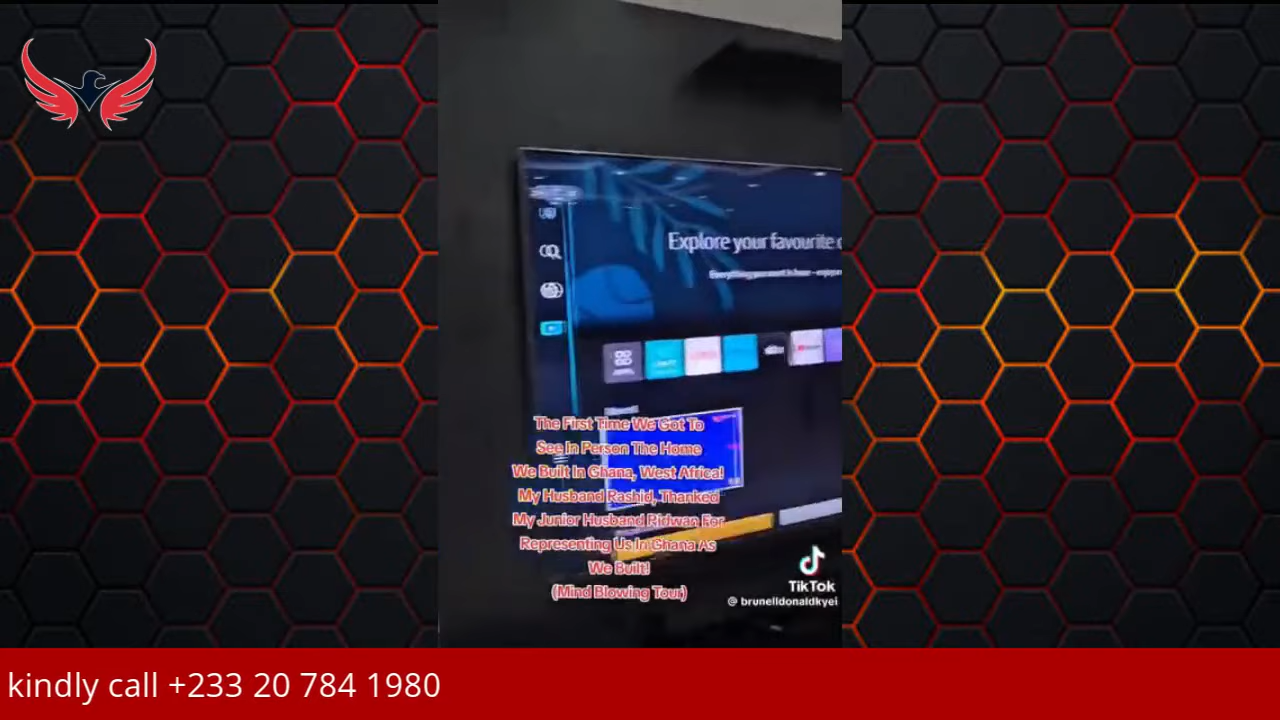 Explore your favourite
The First Time We Got To
See In Person The Home
We Built In Ghana, West Africa!
My Husband Rashid, Thanked
My Junior Husband Ridwan For
Representing Us In Ghana As
We Built!
(Mind Blowing Tour)
TikTok
@ brunelldonaldkyei
kindly call +233 20 784 1980